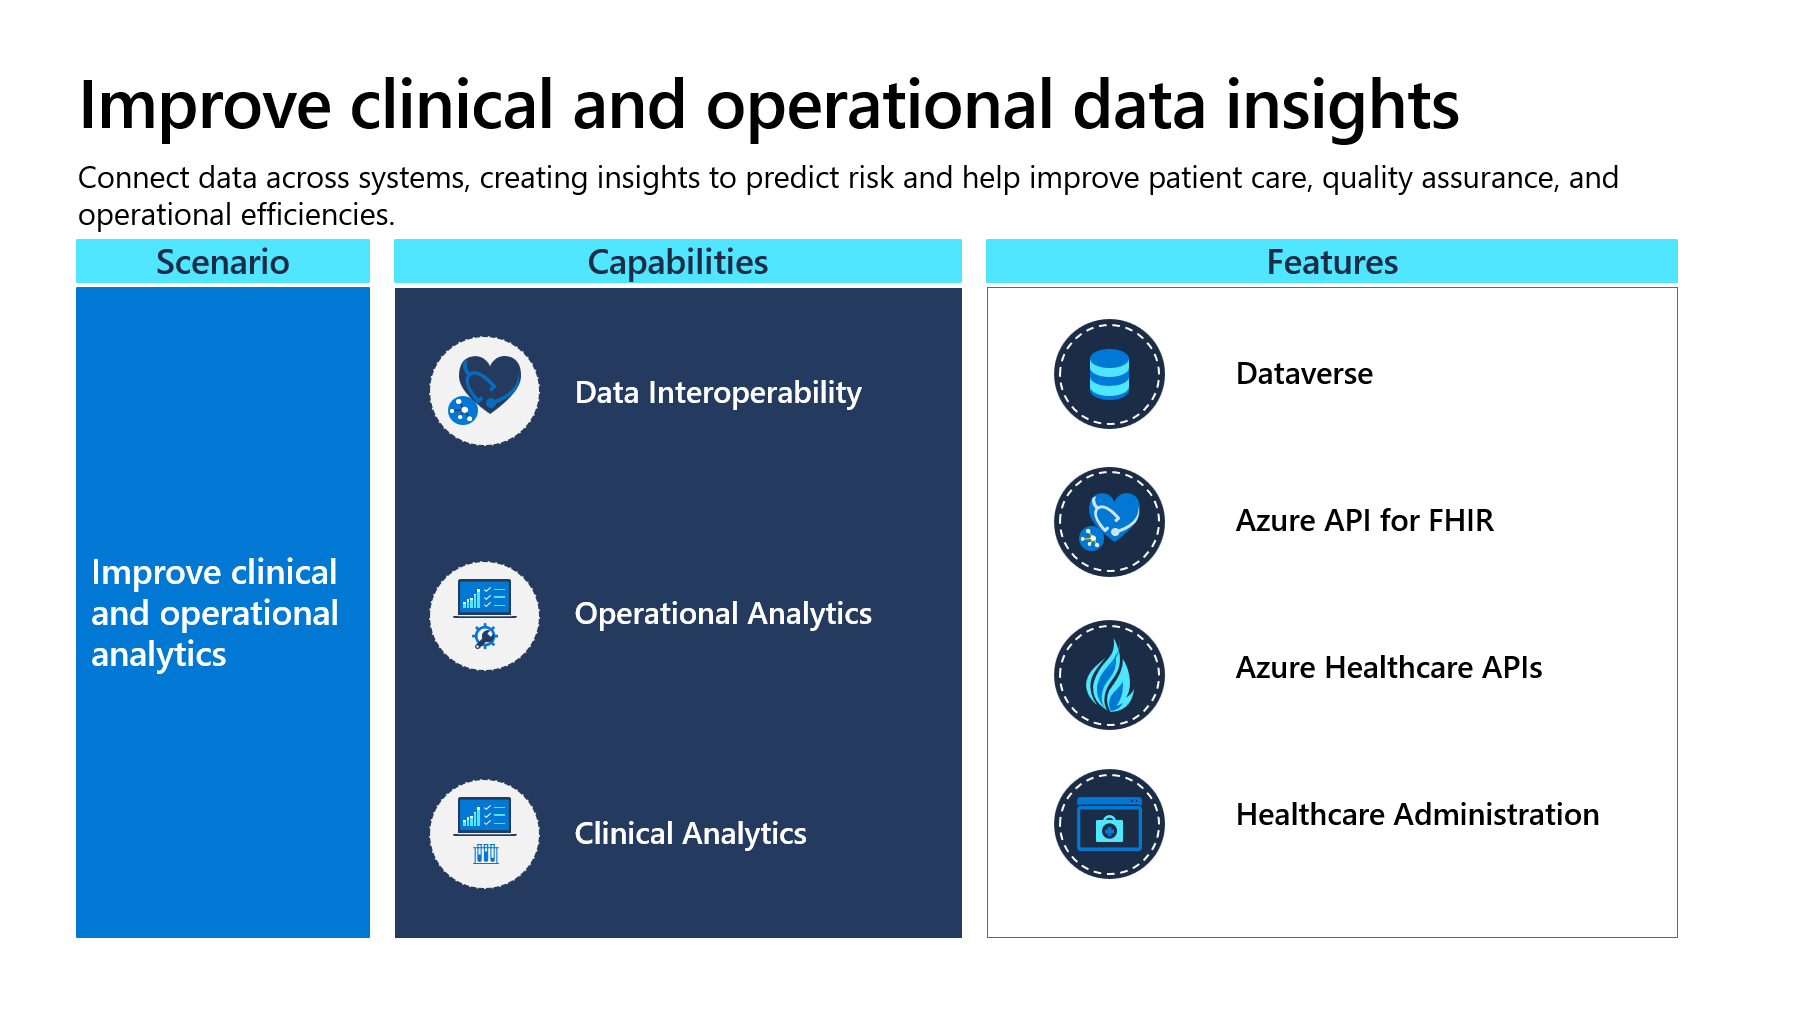 Improve clinical and operational data insights
Connect data across systems, creating insights to predict risk and help improve patient care, quality assurance, and
operational efficiencies.
Scenario
Improve clinical
and operational
analytics
Capabilities
Data Interoperability
Operational Analytics
Clinical Analytics
Features
Dataverse
Azure API for FHIR
Azure Healthcare APIs
Healthcare Administration